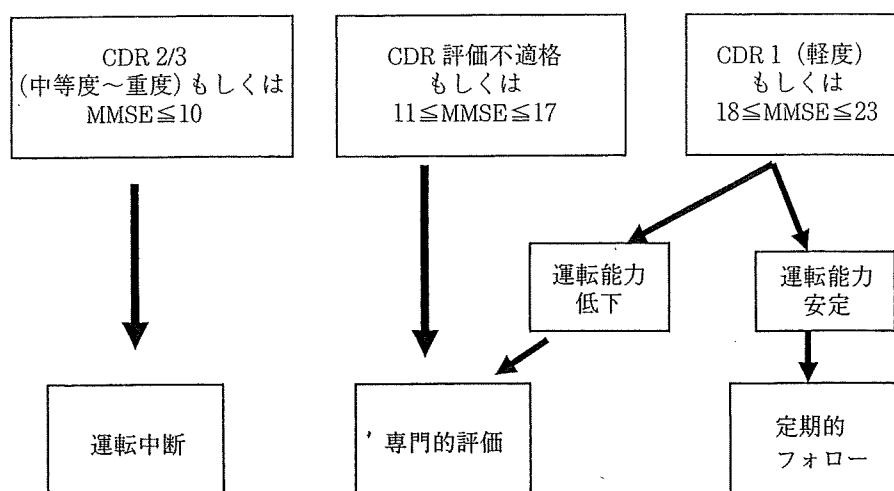 CDR 2/3
(中等度～重度)もしくは
MMSE≦10
CDR 評価不適格
もしくは
11≦MMSE≦17
CDR 1（軽度）
もしくは
18≦MMSE≦23
運転能力
低下
運転能力
安定
運転中断
専門的評価
定期的
フォロー